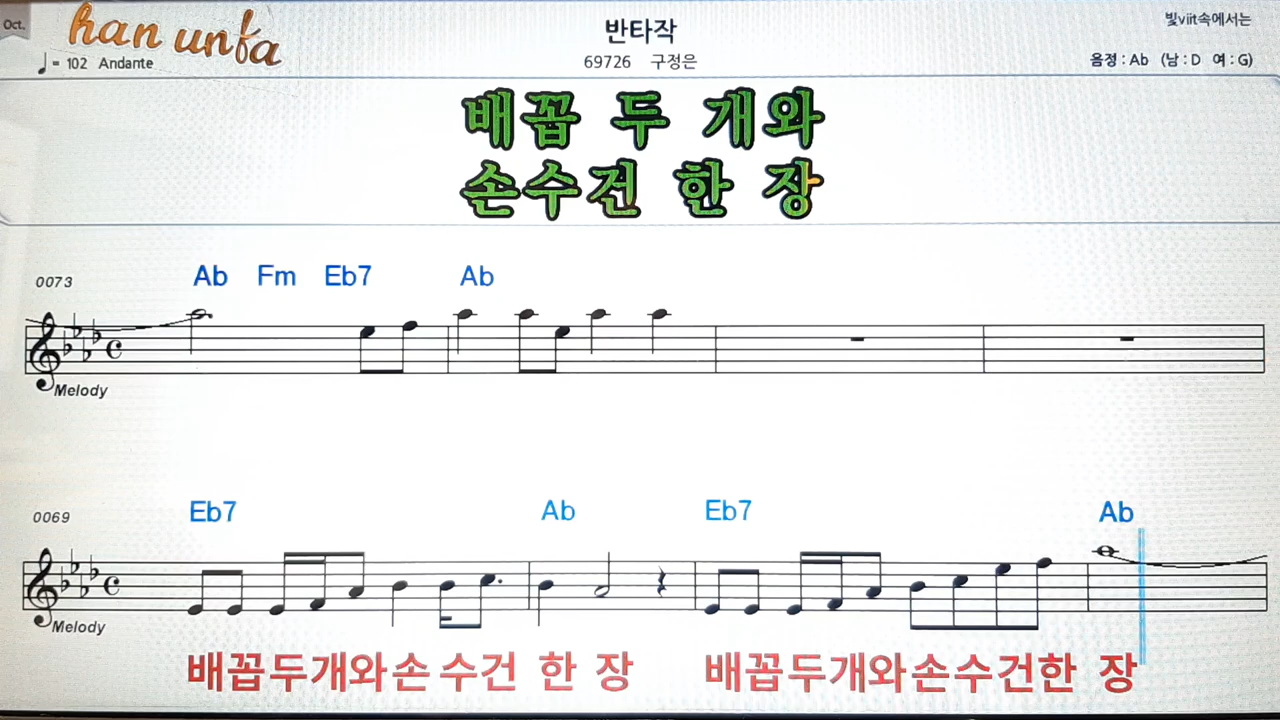 Oct.
han unfa
♩= 102 Andante
반타작
69726 구정은
빛viit속에서는
음정 : Ab (남 : D 여 : G)
배꼽 두 개와
손수건 한 장
0073
Ab Fm Eb7 Ab
Melody
0069
Eb7 Ab Eb7 Ab
Melody
배꼽두개와손 수건 한 장 배꼽두개와손수건한 장